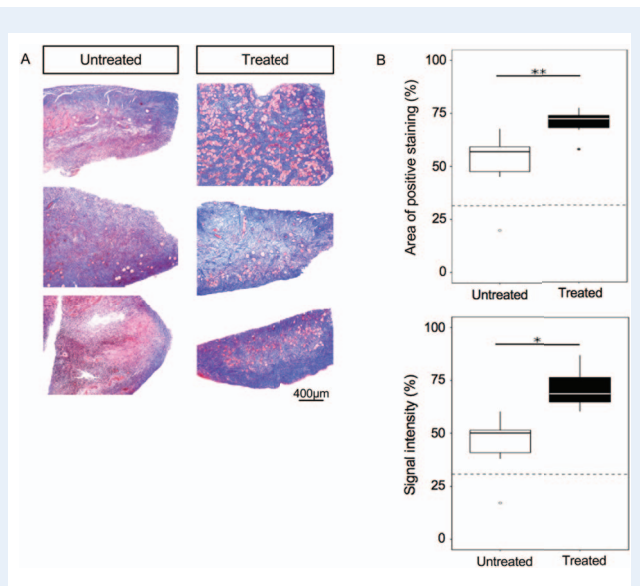 A
Untreated
Treated
400μm
B
Area of positive staining (%)
100
75
50
25
0
**
Untreated
Treated
Signal intensity (%)
100
75
50
25
0
*
Untreated
Treated